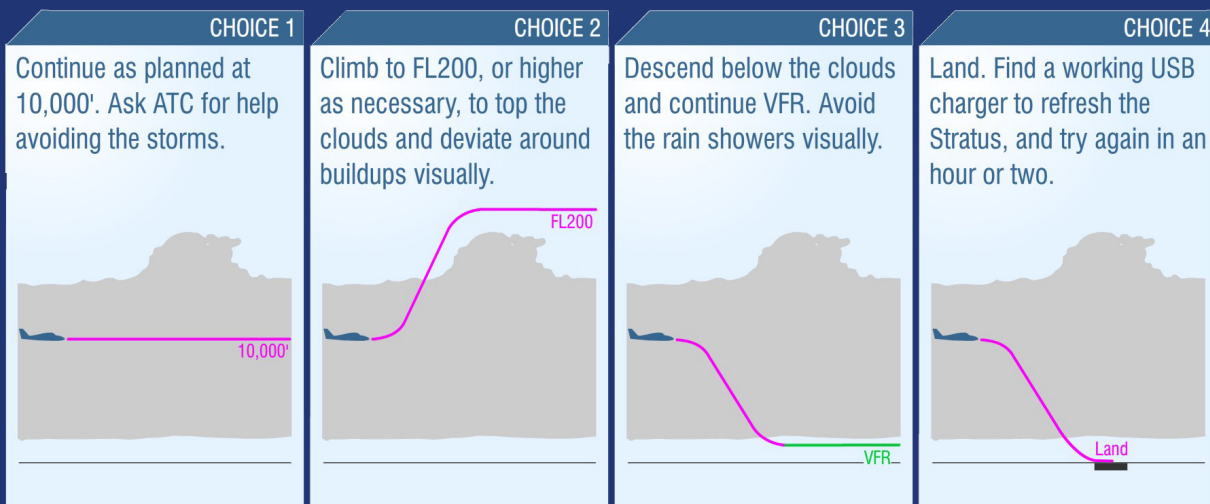 CHOICE 1
Continue as planned at
10,000'. Ask ATC for help
avoiding the storms.
10,000'
CHOICE 2
Climb to FL200, or higher
as necessary, to top the
clouds and deviate around
buildups visually.
FL200
CHOICE 3
Descend below the clouds
and continue VFR. Avoid
the rain showers visually.
VFR
CHOICE 4
Land. Find a working USB
charger to refresh the
Stratus, and try again in an
hour or two.
Land